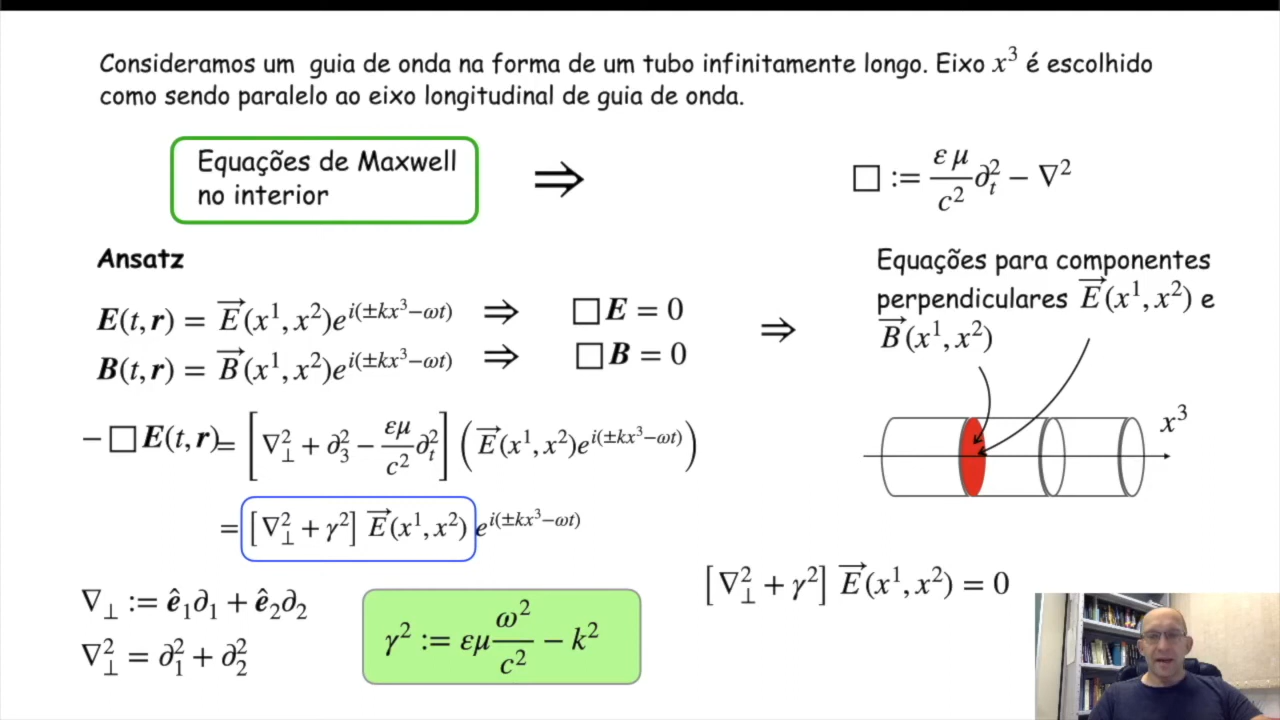 Consideramos um guia de onda na forma de um tubo infinitamente longo. Eixo x³ é escolhido
como sendo paralelo ao eixo longitudinal de guia de onda.
Equações de Maxwell
no interior
⇒
□ := εμ/c² ∂ₜ² − ∇²
Ansatz
E(t, r) = E⃗(x¹, x²)e^{i(±kx³−ωt)} ⇒ □E = 0
B(t, r) = B⃗(x¹, x²)e^{i(±kx³−ωt)} ⇒ □B = 0
⇒
Equações para componentes
perpendiculares E⃗(x¹, x²) e
B⃗(x¹, x²)
x³
−□E(t, r) = [∇⊥² + ∂₃² − εμ/c² ∂ₜ²] (E⃗(x¹, x²)e^{i(±kx³−ωt)})
= [∇⊥² + γ²] E⃗(x¹, x²) e^{i(±kx³−ωt)}
∇⊥ := ê₁∂₁ + ê₂∂₂
∇⊥² = ∂₁² + ∂₂²
γ² := εμ ω²/c² − k²
[∇⊥² + γ²] E⃗(x¹, x²) = 0